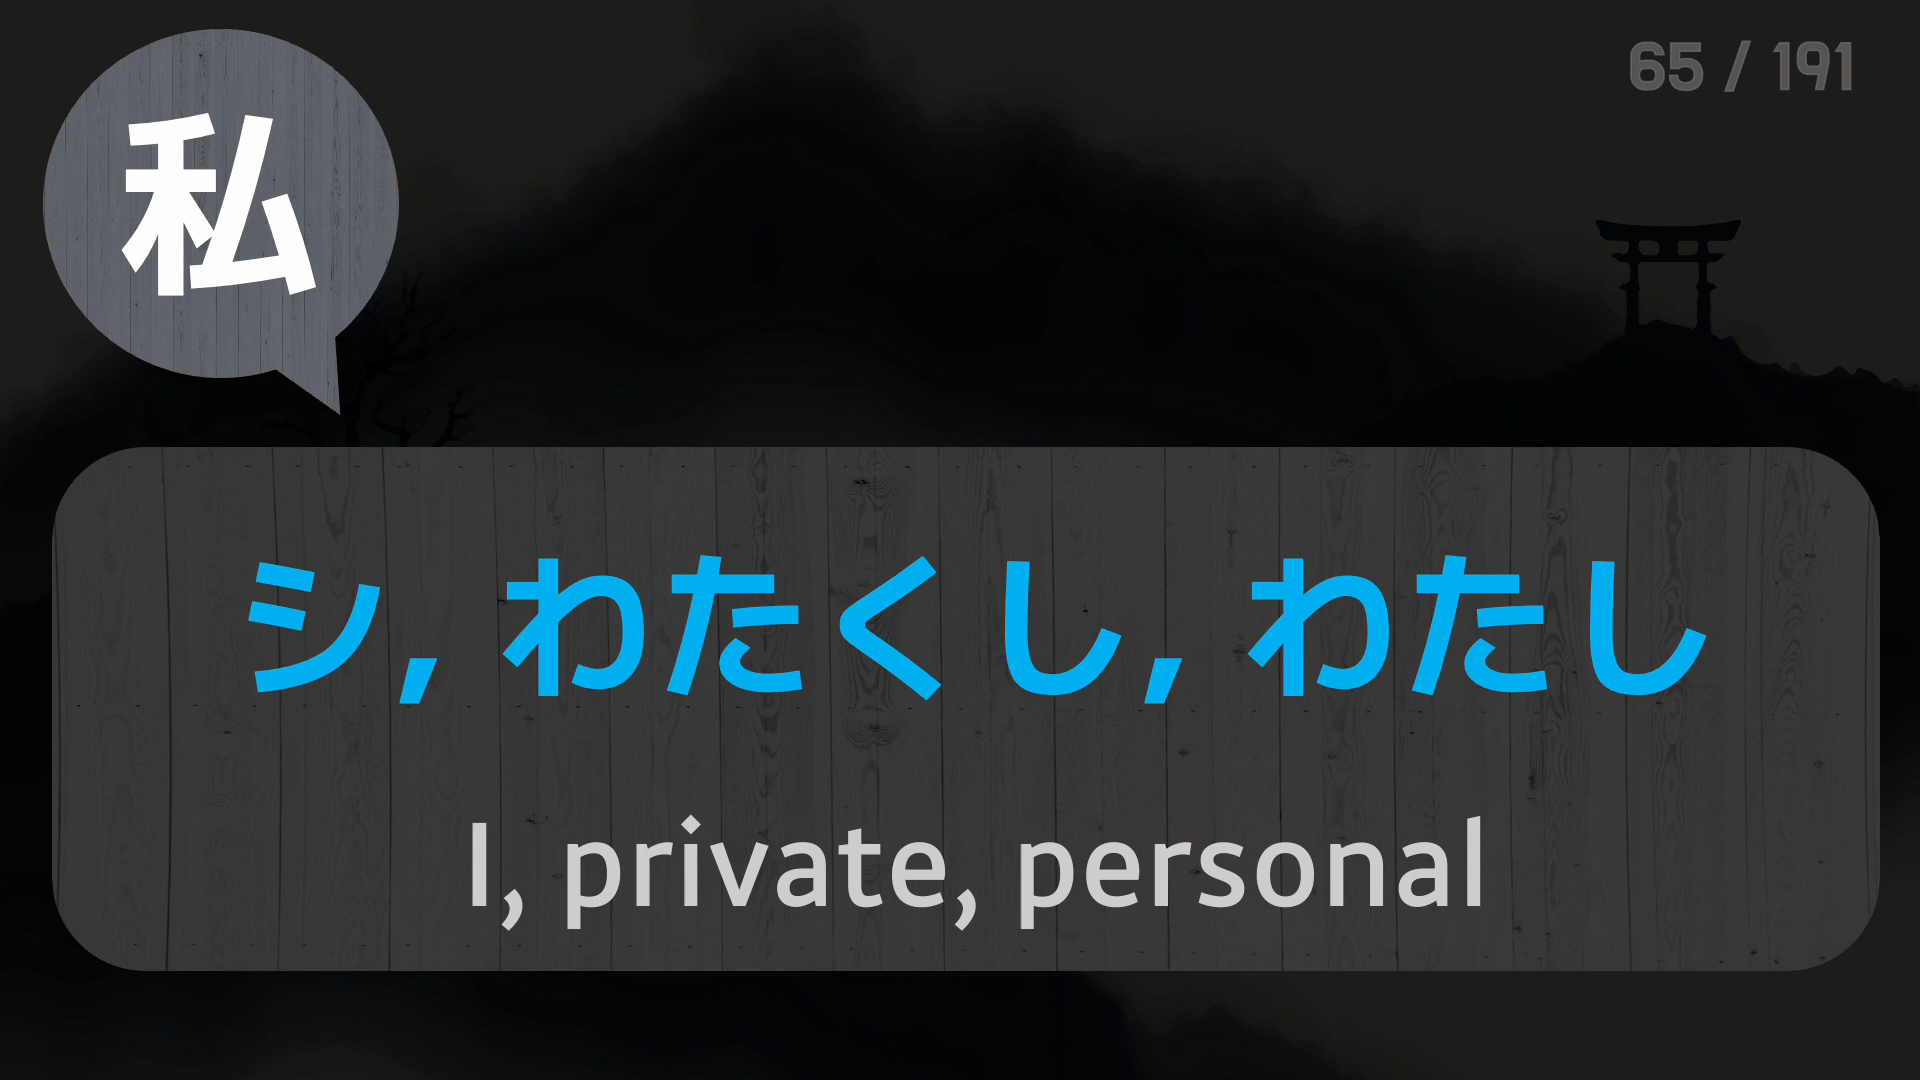 私
65 / 191
シ, わたくし, わたし
I, private, personal